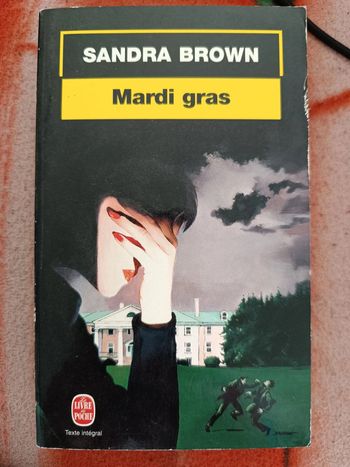 SANDRA BROWN
Mardi gras
LE LIVRE
DE POCHE
Texte intégral